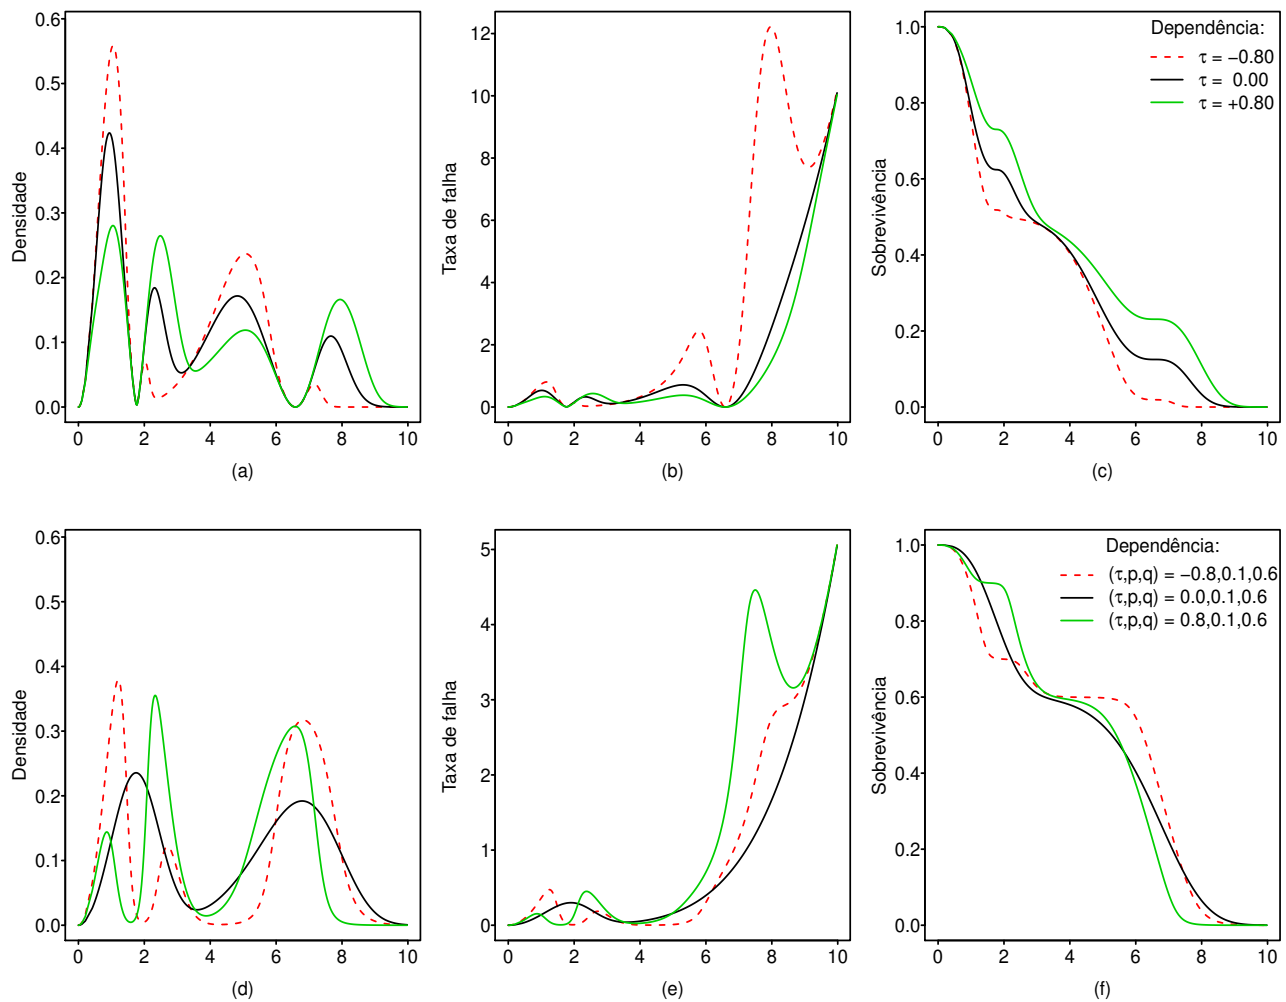 Densidade
0.6
0.5
0.4
0.3
0.2
0.1
0.0
0 2 4 6 8 10
(a)
Taxa de falha
12
10
8
6
4
2
0
0 2 4 6 8 10
(b)
Sobrevivência
1.0
0.8
0.6
0.4
0.2
0.0
Dependência:
τ = −0.80
τ = 0.00
τ = +0.80
0 2 4 6 8 10
(c)
Densidade
0.6
0.5
0.4
0.3
0.2
0.1
0.0
0 2 4 6 8 10
(d)
Taxa de falha
5
4
3
2
1
0
0 2 4 6 8 10
(e)
Sobrevivência
1.0
0.8
0.6
0.4
0.2
0.0
Dependência:
(τ,p,q) = −0.8,0.1,0.6
(τ,p,q) = 0.0,0.1,0.6
(τ,p,q) = 0.8,0.1,0.6
0 2 4 6 8 10
(f)